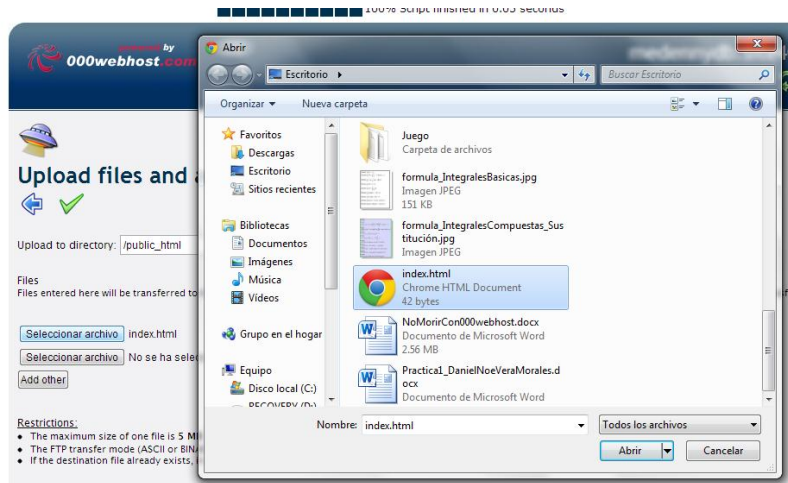 100% Script finished in 0.05 seconds
powered by
000webhost.com
Upload files and
Upload to directory: /public_html
Files
Files entered here will be transferred to
Seleccionar archivo index.html
Seleccionar archivo No se ha sele
Add other
Restrictions:
The maximum size of one file is 5 M
The FTP transfer mode (ASCII or BIN
If the destination file already exists,
Abrir
Escritorio
Buscar Escritorio
Organizar
Nueva carpeta
Favoritos
Descargas
Escritorio
Sitios recientes
Bibliotecas
Documentos
Imágenes
Música
Vídeos
Grupo en el hogar
Equipo
Disco local (C:)
RECOVERY (D:)
Juego
Carpeta de archivos
formula_IntegralesBasicas.jpg
Imagen JPEG
151 KB
formula_IntegralesCompuestas_Sus
titución.jpg
Imagen JPEG
index.html
Chrome HTML Document
42 bytes
NoMorirCon000webhost.docx
Documento de Microsoft Word
2.56 MB
Practica1_DanielNoeVeraMorales.d
ocx
Documento de Microsoft Word
Nombre: index.html
Todos los archivos
Abrir
Cancelar